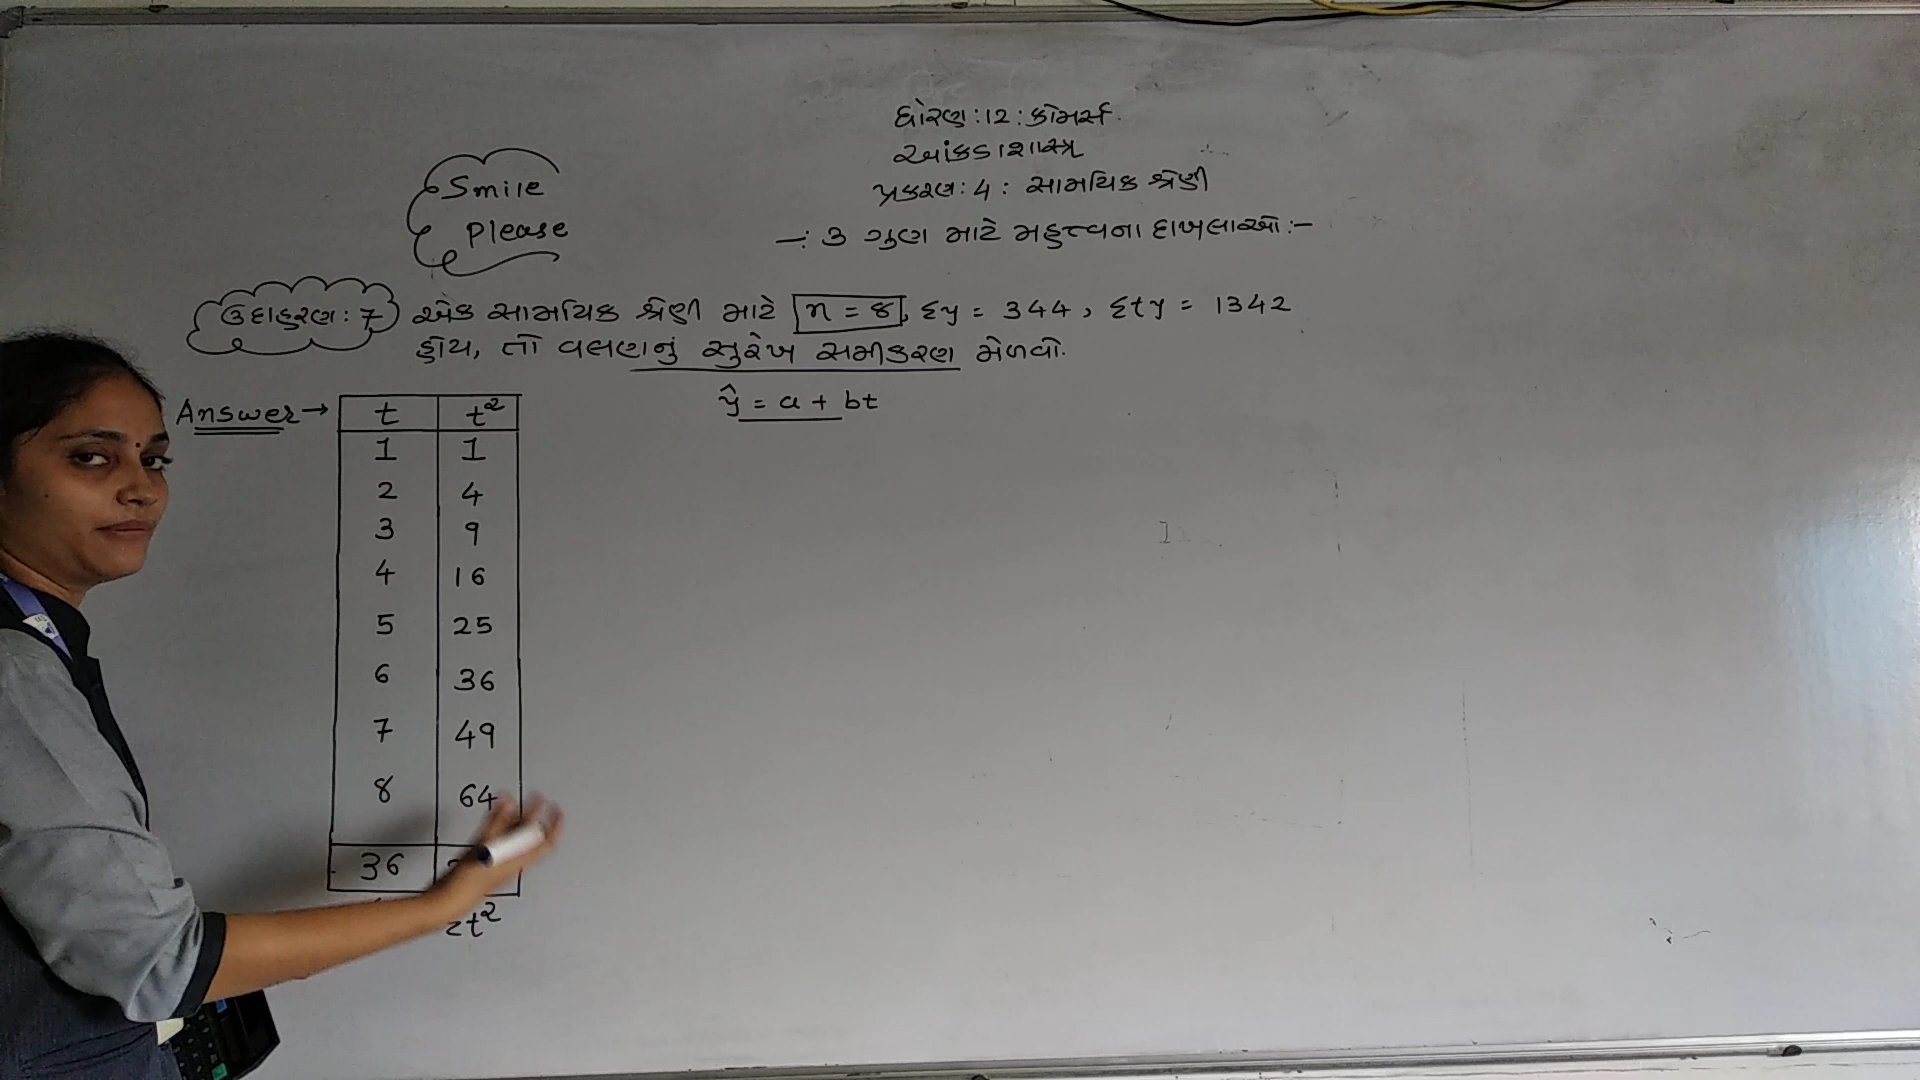 ધોરણ : 12 : કોમર્સ.
આંકડાશાસ્ત્ર
પ્રકરણ : 4 : સામયિક શ્રેણી
Smile
Please
-: 3 ગુણ માટે મહત્ત્વના દાખલાઓ :-
ઉદાહરણ : 7 એક સામયિક શ્રેણી માટે n = 8, Σy = 344, Σty = 1342
હોય, તો વલણનું સુરેખ સમીકરણ મેળવો.
Answer → t t²
ŷ = a + bt
1 1
2 4
3 9
4 16
5 25
6 36
7 49
8 64
36
Σt²